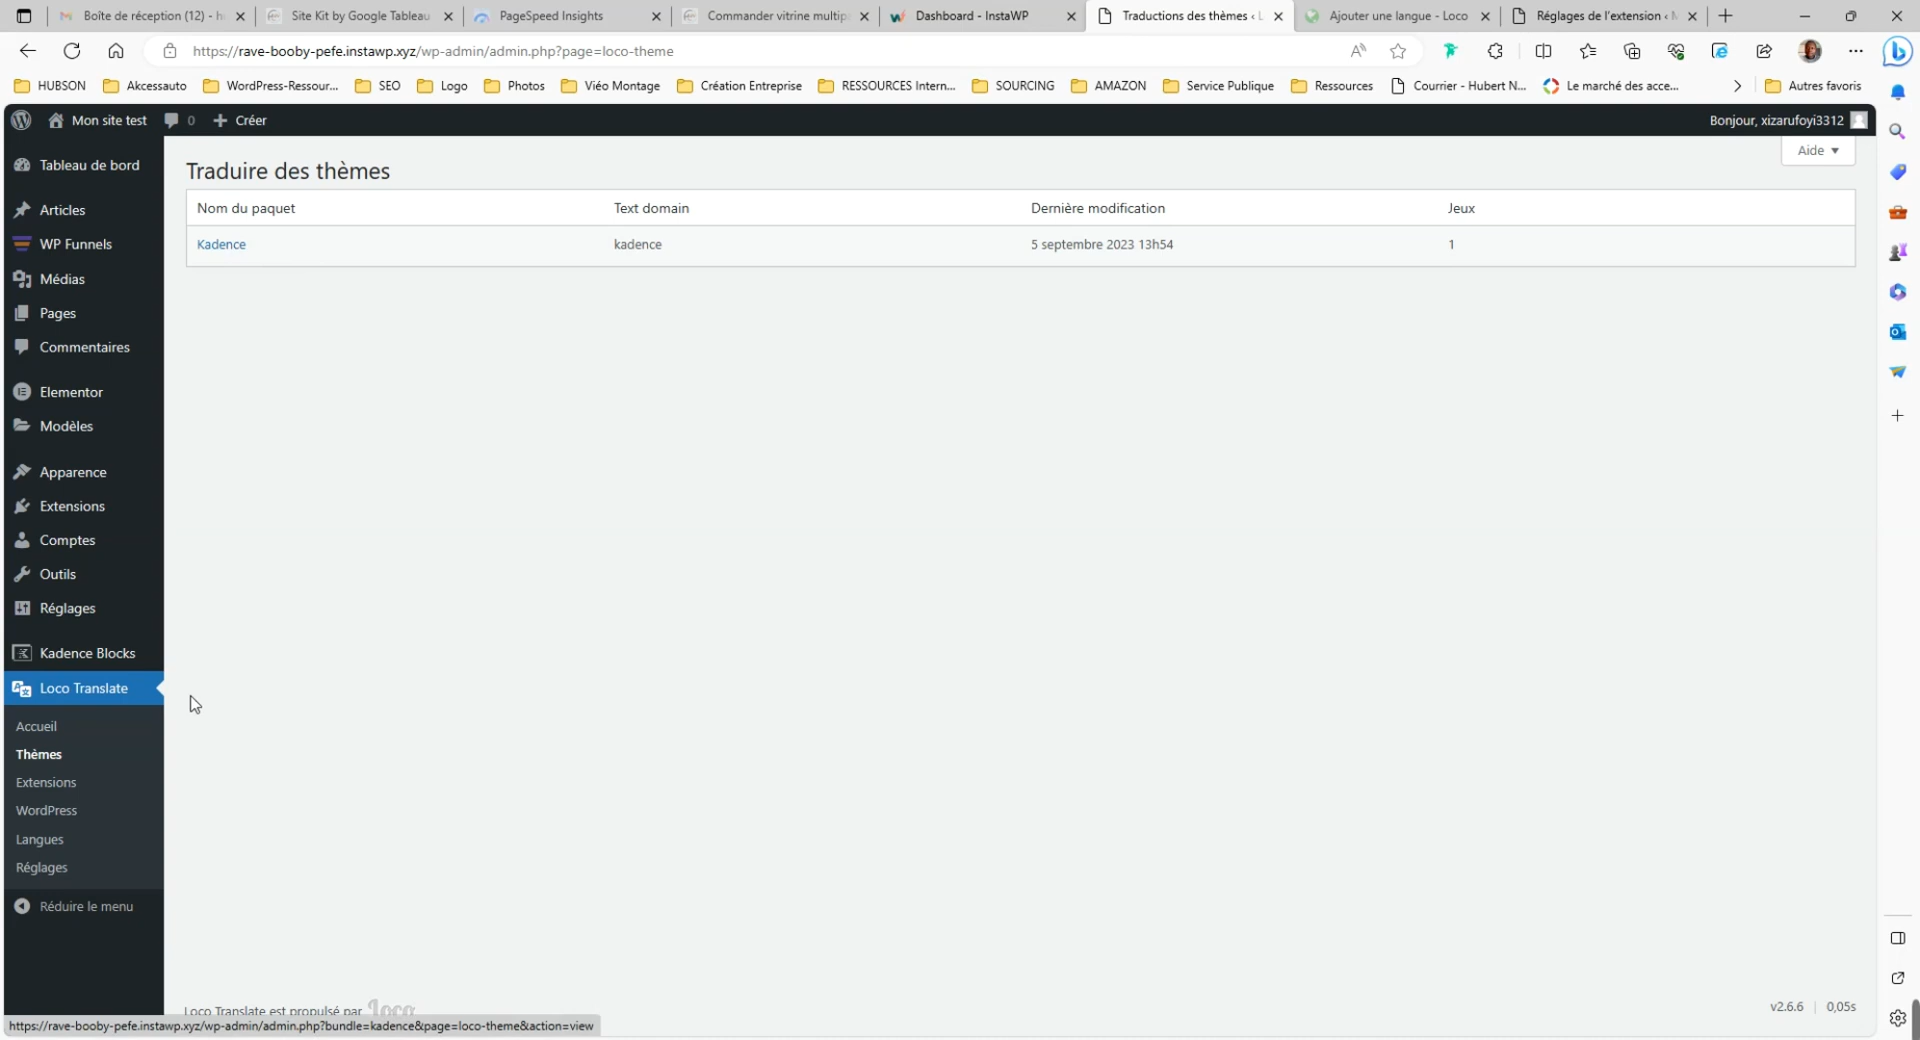 Boîte de réception (12) - h
Site Kit by Google Tableau
PageSpeed Insights
Commander vitrine multip
Dashboard - InstaWP
Traductions des thèmes ‹ L
Ajouter une langue - Loco
Réglages de l'extension ‹ M
https://rave-booby-pefe.instawp.xyz/wp-admin/admin.php?page=loco-theme
HUBSON
Akcessauto
WordPress-Ressour...
SEO
Logo
Photos
Viéo Montage
Création Entreprise
RESSOURCES Intern...
SOURCING
AMAZON
Service Publique
Ressources
Courrier - Hubert N...
Le marché des acce...
Autres favoris
Mon site test
0
Créer
Bonjour, xizarufoyi3312
Aide
Tableau de bord
Articles
WP Funnels
Médias
Pages
Commentaires
Elementor
Modèles
Apparence
Extensions
Comptes
Outils
Réglages
Kadence Blocks
Loco Translate
Accueil
Thèmes
Extensions
WordPress
Langues
Réglages
Réduire le menu
Traduire des thèmes
Nom du paquet Text domain Dernière modification Jeux
Kadence kadence 5 septembre 2023 13h54 1
Loco Translate est propulsé par loco
v2.6.6 | 0,05s
https://rave-booby-pefe.instawp.xyz/wp-admin/admin.php?bundle=kadence&page=loco-theme&action=view